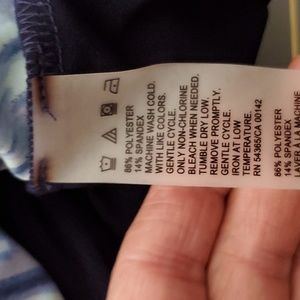 86% POLYESTER
14% SPANDEX
MACHINE WASH COLD.
WITH LIKE COLORS.
GENTLE CYCLE.
ONLY NON-CHLORINE
BLEACH WHEN NEEDED.
TUMBLE DRY LOW.
REMOVE PROMPTLY.
GENTLE CYCLE.
IRON AT LOW
TEMPERATURE.
RN 54365/CA 00142
86% POLYESTER
14% SPANDEX
LAVER À LA MACHINE